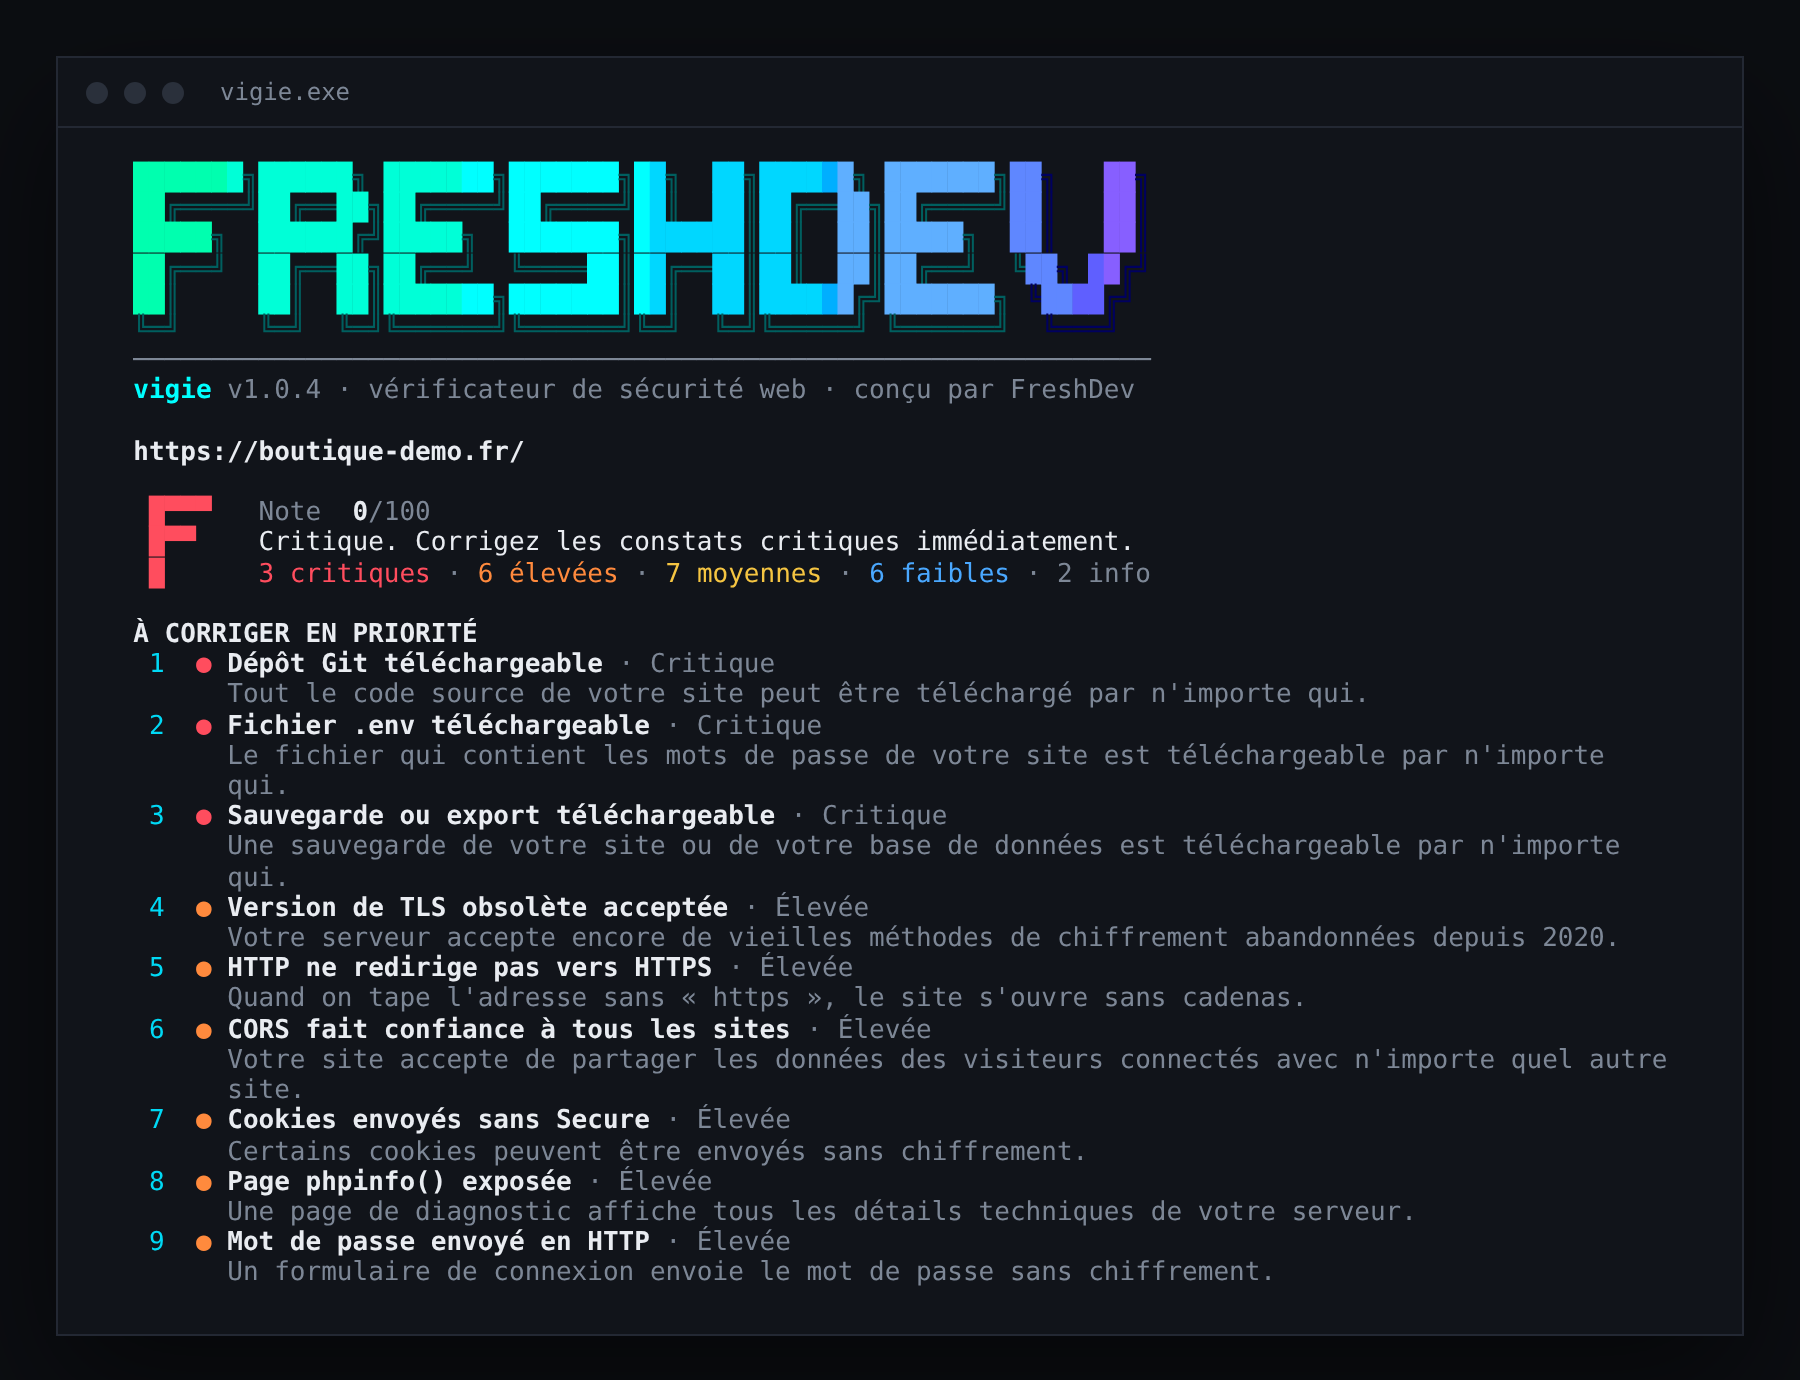 vigie.exe
FRESHDEV
vigie v1.0.4 · vérificateur de sécurité web · conçu par FreshDev
https://boutique-demo.fr/
F
Note 0/100
Critique. Corrigez les constats critiques immédiatement.
3 critiques · 6 élevées · 7 moyennes · 6 faibles · 2 info
À CORRIGER EN PRIORITÉ
1 ● Dépôt Git téléchargeable · Critique
Tout le code source de votre site peut être téléchargé par n'importe qui.
2 ● Fichier .env téléchargeable · Critique
Le fichier qui contient les mots de passe de votre site est téléchargeable par n'importe
qui.
3 ● Sauvegarde ou export téléchargeable · Critique
Une sauvegarde de votre site ou de votre base de données est téléchargeable par n'importe
qui.
4 ● Version de TLS obsolète acceptée · Élevée
Votre serveur accepte encore de vieilles méthodes de chiffrement abandonnées depuis 2020.
5 ● HTTP ne redirige pas vers HTTPS · Élevée
Quand on tape l'adresse sans « https », le site s'ouvre sans cadenas.
6 ● CORS fait confiance à tous les sites · Élevée
Votre site accepte de partager les données des visiteurs connectés avec n'importe quel autre
site.
7 ● Cookies envoyés sans Secure · Élevée
Certains cookies peuvent être envoyés sans chiffrement.
8 ● Page phpinfo() exposée · Élevée
Une page de diagnostic affiche tous les détails techniques de votre serveur.
9 ● Mot de passe envoyé en HTTP · Élevée
Un formulaire de connexion envoie le mot de passe sans chiffrement.